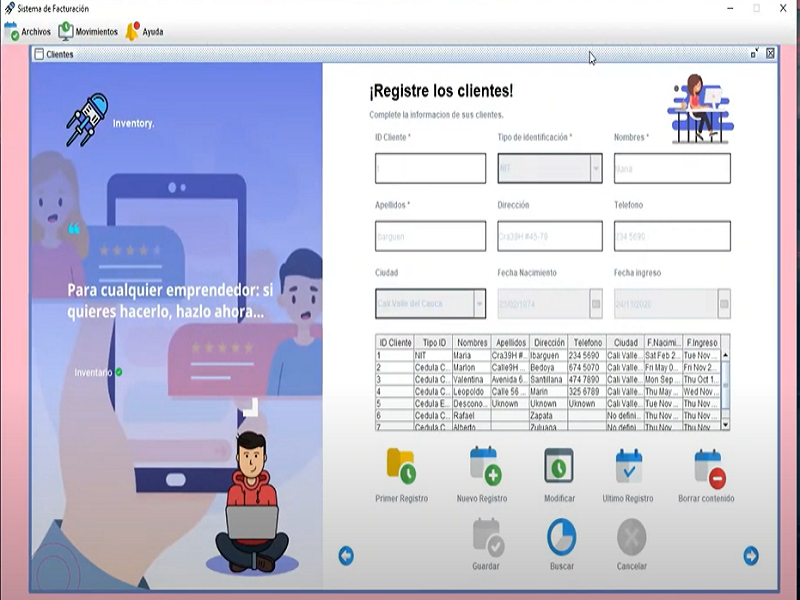 Sistema de Facturación
Archivos Movimientos Ayuda
Clientes
Inventory.
Para cualquier emprendedor: si
quieres hacerlo, hazlo ahora...
Inventario
¡Registre los clientes!
Complete la informacion de sus clientes.
ID Cliente * Tipo de identificación * Nombres *
NIT Maria
Apellidos * Dirección Telefono
Ibarguen Cra39H #45-79 234 5690
Ciudad Fecha Nacimiento Fecha ingreso
Cali Valle del Cauca
ID Cliente Tipo ID Nombres Apellidos Dirección Telefono Ciudad F.Nacimi... F.Ingreso
1 NIT Maria Cra39H #... Ibarguen 234 5690 Cali Valle... Sat Feb 2... Tue Nov ...
2 Cedula C... Marlon Calle9H ... Bedoya 674 5070 Cali Valle... Fri May 0... Fri Nov 2...
3 Cedula C... Valentina Avenida 6... Santillana 474 7890 Cali Valle... Mon Sep ... Thu Oct 1...
4 Cedula C... Leopoldo Calle 56 ... Marin 325 6789 Cali Valle... Thu May ... Wed Nov ...
5 Cedula E... Descono... Uknown Uknown Uknown Cali Valle... Tue Nov ... Thu Nov ...
6 Cedula C... Rafael Zapata No defini... Thu Nov ... Thu Nov ...
7 Cedula C... Alberto Zuluaga No defini... Thu Nov ... Thu Nov ...
Primer Registro Nuevo Registro Modificar Ultimo Registro Borrar contenido
Guardar Buscar Cancelar